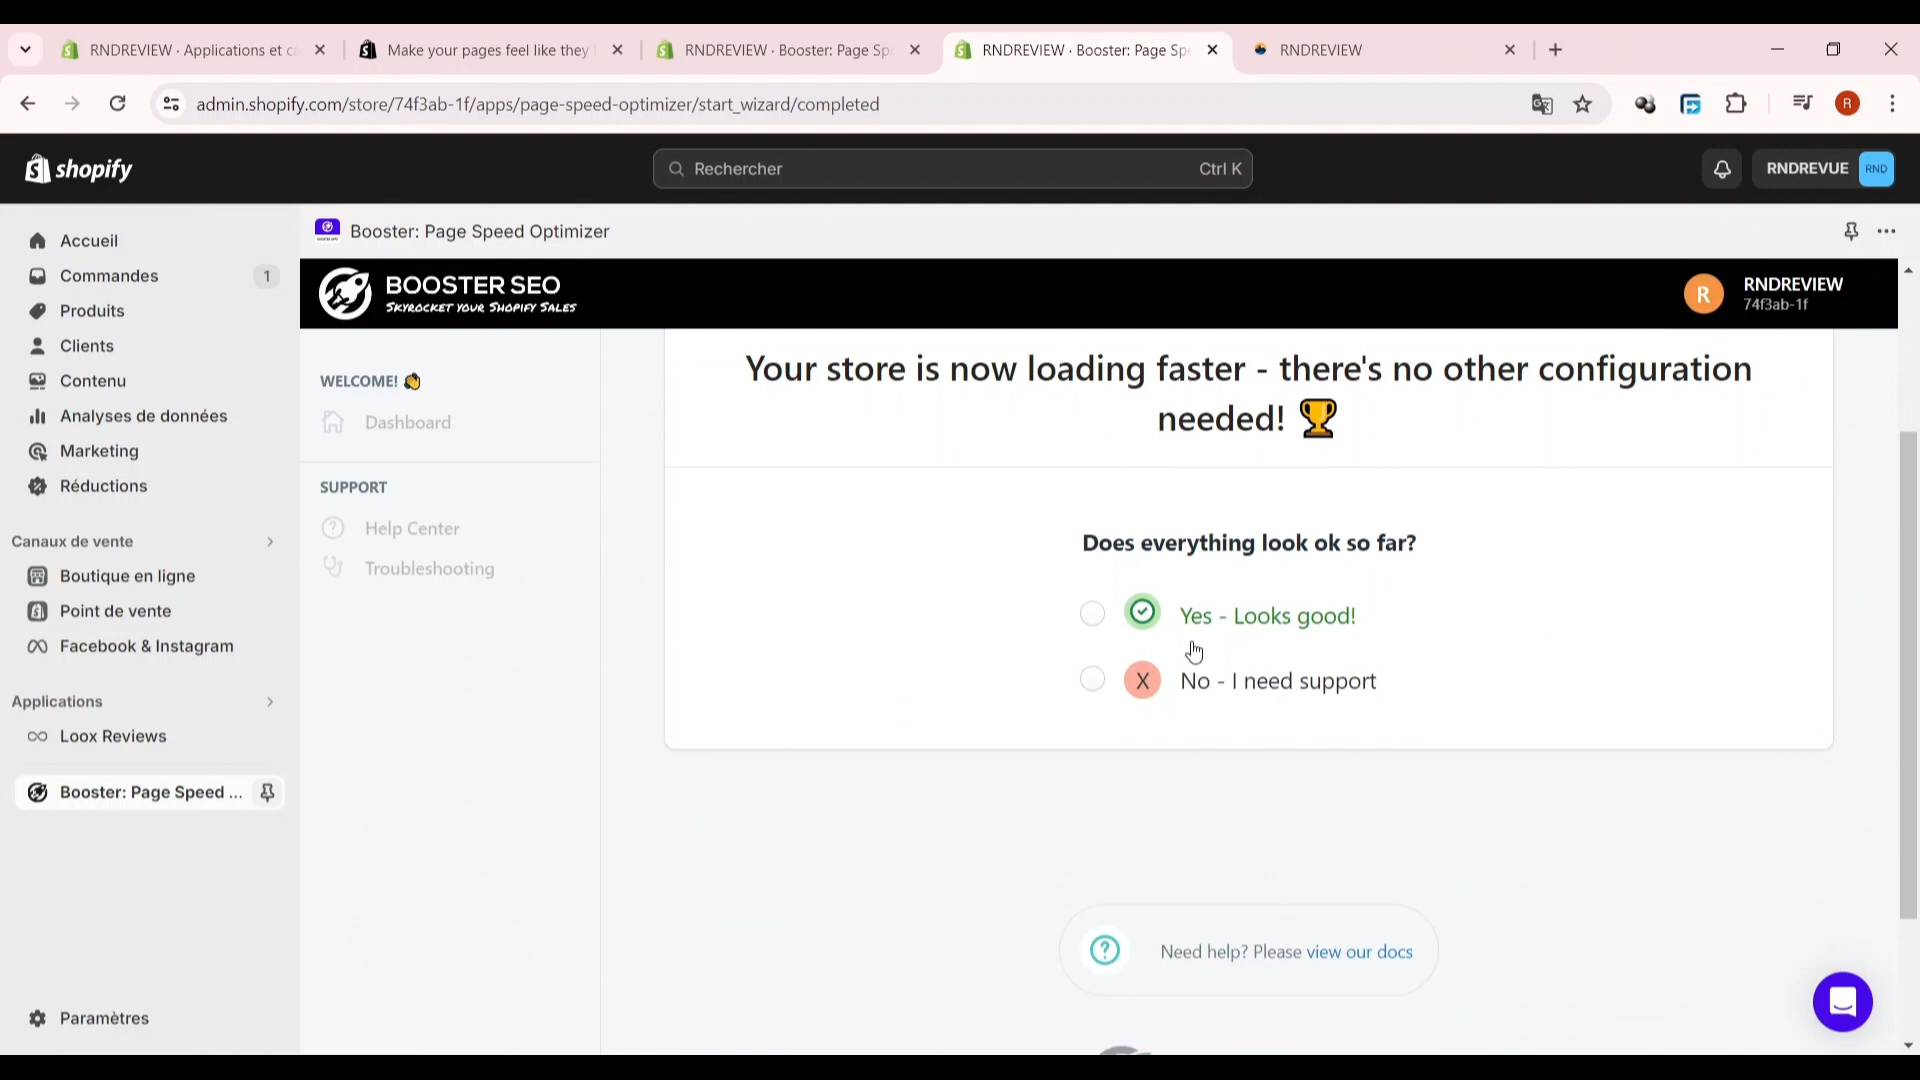 RNDREVIEW · Applications et ca
Make your pages feel like they
RNDREVIEW · Booster: Page Sp
RNDREVIEW · Booster: Page Sp
RNDREVIEW
admin.shopify.com/store/74f3ab-1f/apps/page-speed-optimizer/start_wizard/completed
R
shopify
Rechercher
Ctrl K
RNDREVUE
RND
Accueil
Commandes
1
Produits
Clients
Contenu
Analyses de données
Marketing
Réductions
Canaux de vente
Boutique en ligne
Point de vente
Facebook & Instagram
Applications
Loox Reviews
Booster: Page Speed ...
Paramètres
Booster: Page Speed Optimizer
BOOSTER SEO
SKYROCKET YOUR SHOPIFY SALES
R
RNDREVIEW
74f3ab-1f
WELCOME! 👏
Dashboard
SUPPORT
Help Center
Troubleshooting
Your store is now loading faster - there's no other configuration
needed! 🏆
Does everything look ok so far?
Yes - Looks good!
X No - I need support
Need help? Please view our docs